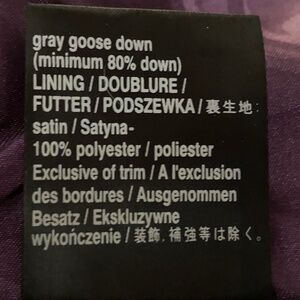 gray goose down
(minimum 80% down)
LINING / DOUBLURE /
FUTTER / PODSZEWKA / 裏生地:
satin / Satyna-
100% polyester / poliester
Exclusive of trim / A l'exclusion
des bordures / Ausgenommen
Besatz / Ekskluzywne
wykończenie / 装飾，補強等は除く。